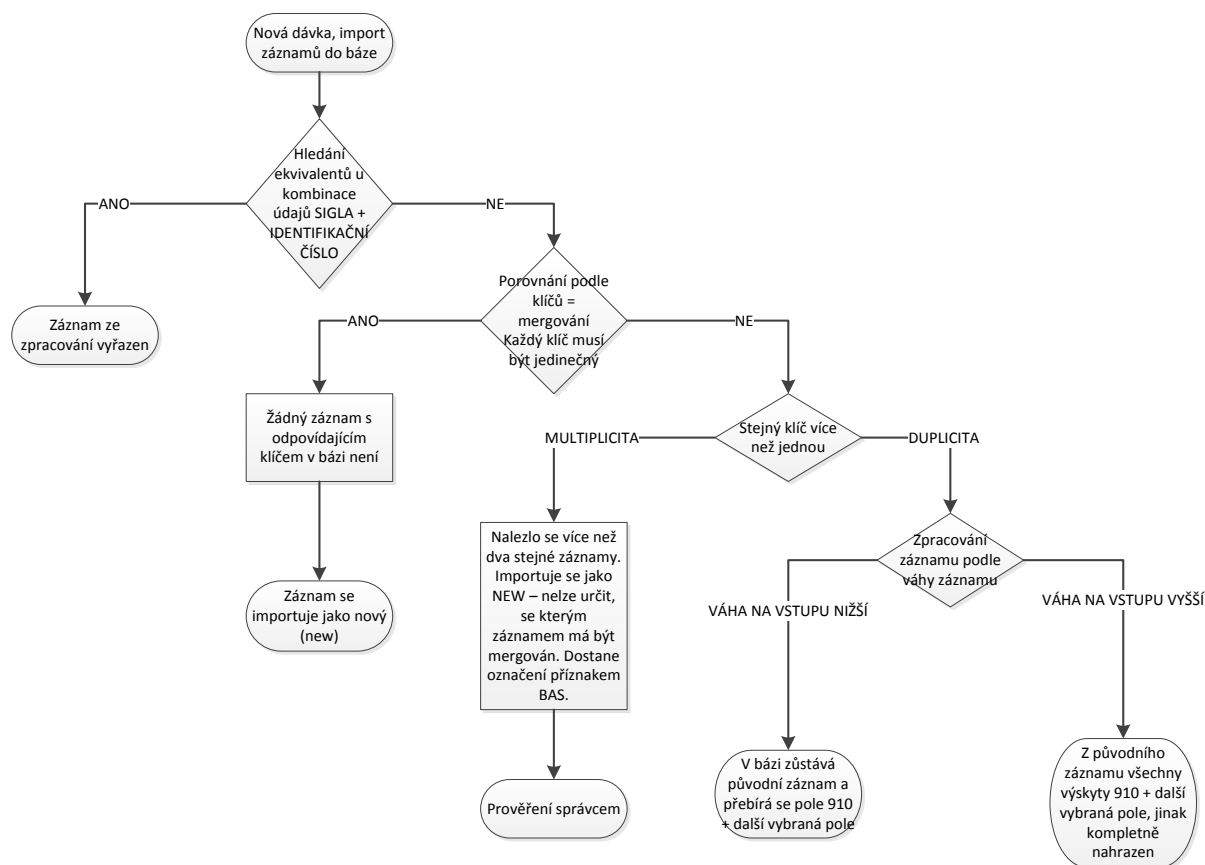 Nová dávka, import
záznamů do báze
Hledání
ekvivalentů u
kombinace
údajů SIGLA +
IDENTIFIKAČNÍ
ČÍSLO
ANO
NE
Záznam ze
zpracování vyřazen
Porovnání podle
klíčů =
mergování
Každý klíč musí
být jedinečný
ANO
NE
Žádný záznam s
odpovídajícím
klíčem v bázi není
Záznam se
importuje jako nový
(new)
Stejný klíč více
než jednou
MULTIPLICITA
DUPLICITA
Nalezlo se více než
dva stejné záznamy.
Importuje se jako
NEW – nelze určit,
se kterým
záznamem má být
mergován. Dostane
označení příznakem
BAS.
Prověření správcem
Zpracování
záznamu podle
váhy záznamu
VÁHA NA VSTUPU NIŽŠÍ
VÁHA NA VSTUPU VYŠŠÍ
V bázi zůstává
původní záznam a
přebírá se pole 910
+ další vybraná pole
Z původního
záznamu všechny
výskyty 910 + další
vybraná pole, jinak
kompletně
nahrazen